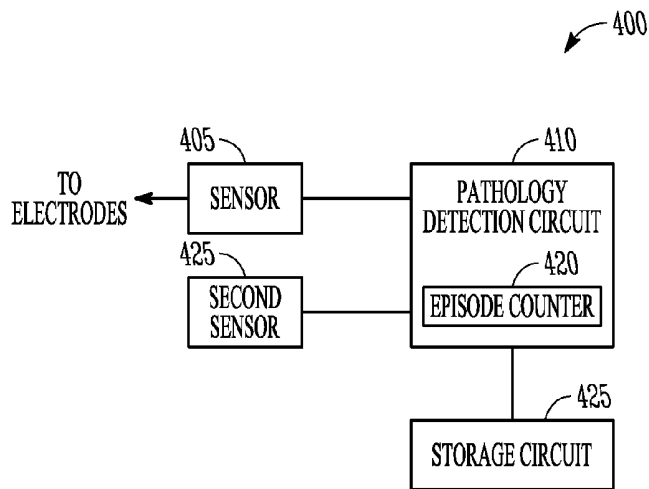 400
405
410
TO
ELECTRODES
SENSOR
PATHOLOGY
DETECTION CIRCUIT
425
420
SECOND
SENSOR
EPISODE COUNTER
425
STORAGE CIRCUIT